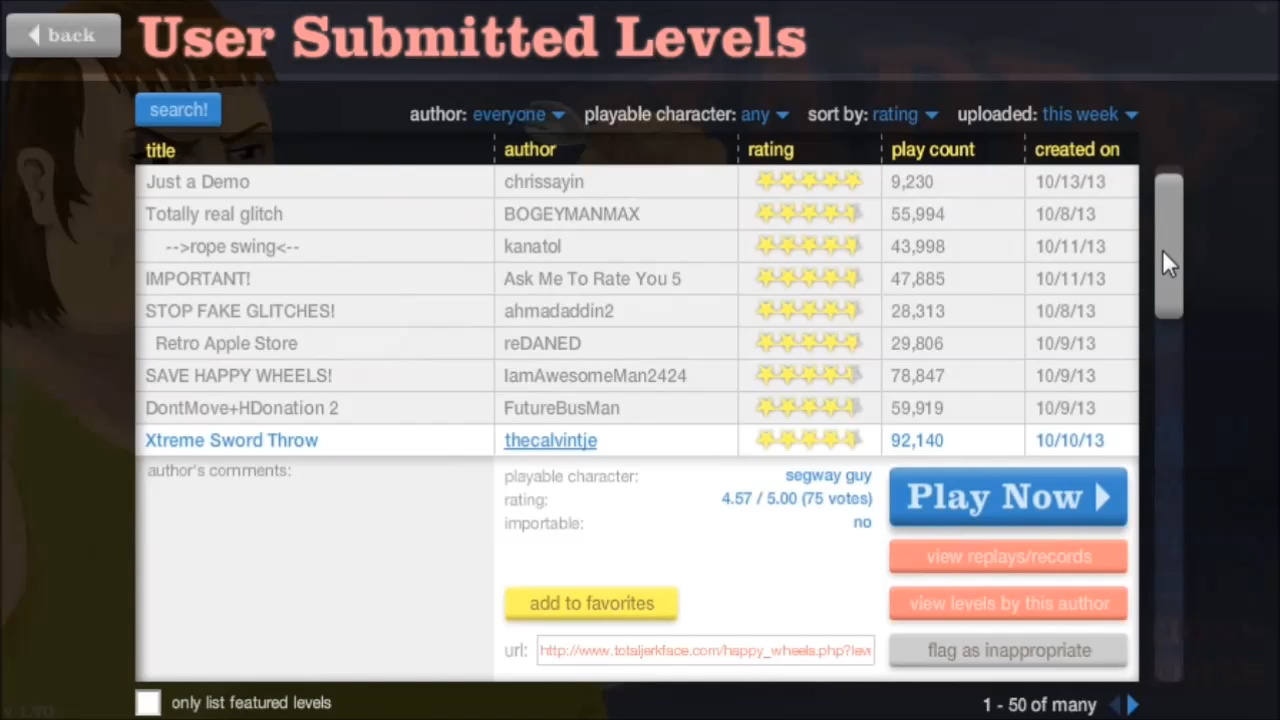 back
User Submitted Levels
search!
author: everyone playable character: any sort by: rating uploaded: this week
title author rating play count created on
Just a Demo chrissayin 9,230 10/13/13
Totally real glitch BOGEYMANMAX 55,994 10/8/13
-->rope swing<-- kanatol 43,998 10/11/13
IMPORTANT! Ask Me To Rate You 5 47,885 10/11/13
STOP FAKE GLITCHES! ahmadaddin2 28,313 10/8/13
Retro Apple Store reDANED 29,806 10/9/13
SAVE HAPPY WHEELS! IamAwesomeMan2424 78,847 10/9/13
DontMove+HDonation 2 FutureBusMan 59,919 10/9/13
Xtreme Sword Throw thecalvintje 92,140 10/10/13
author's comments:
playable character: segway guy
rating: 4.57 / 5.00 (75 votes)
importable: no
Play Now
view replays/records
add to favorites
view levels by this author
url: http://www.totaljerkface.com/happy_wheels.php?leve
flag as inappropriate
only list featured levels
1 - 50 of many